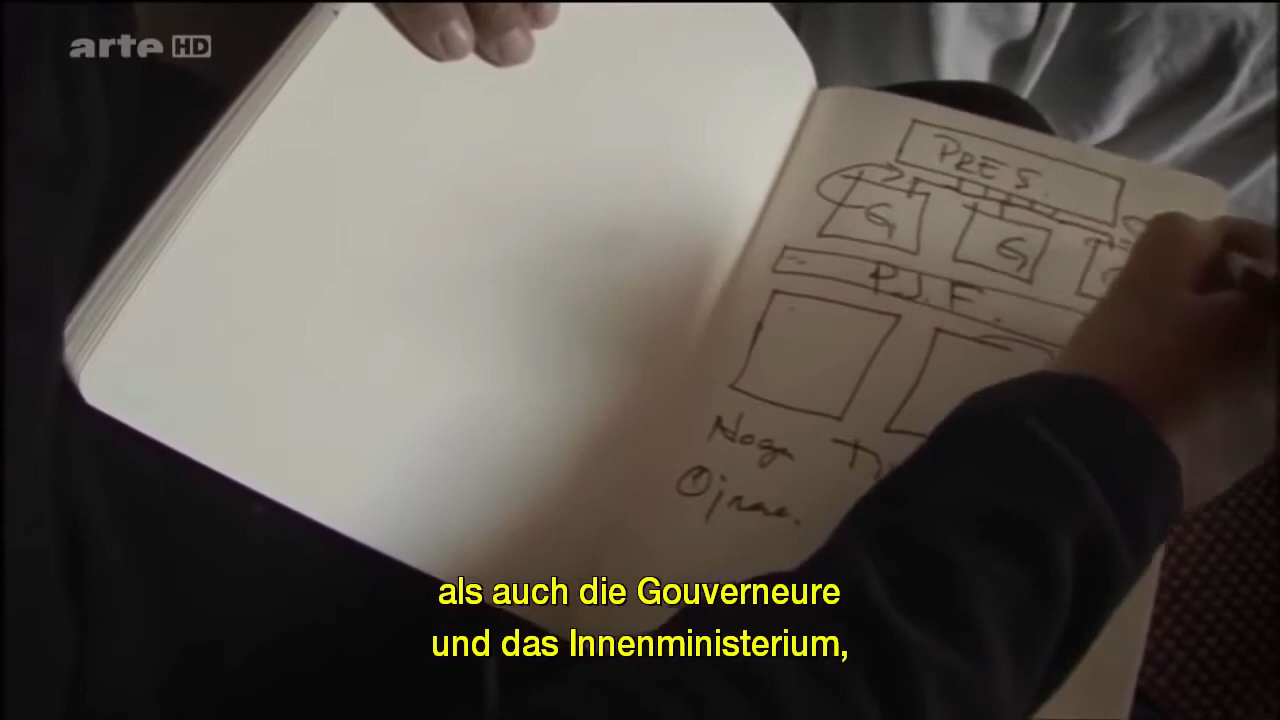 arte HD
PRES.
G G
P.J.F.
als auch die Gouverneure
und das Innenministerium,